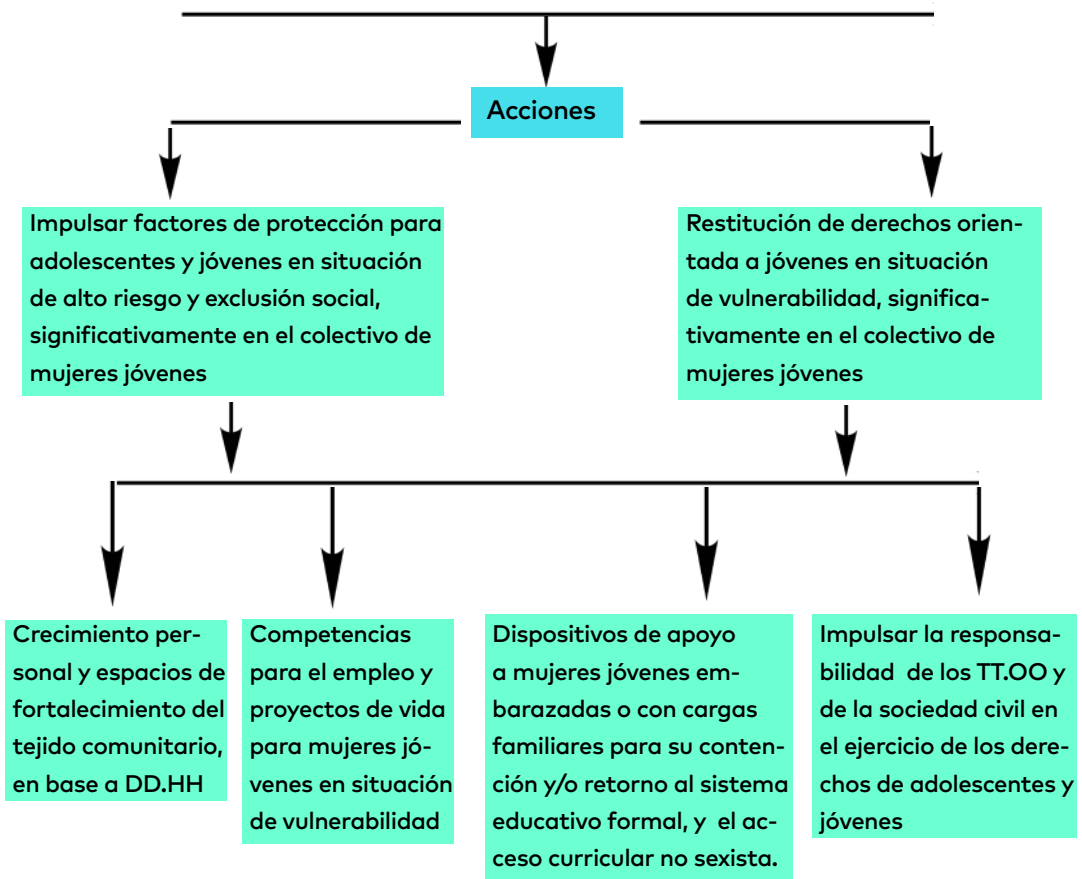 Acciones
Impulsar factores de protección para
adolescentes y jóvenes en situación
de alto riesgo y exclusión social,
significativamente en el colectivo de
mujeres jóvenes
Restitución de derechos orien-
tada a jóvenes en situación
de vulnerabilidad, significa-
tivamente en el colectivo de
mujeres jóvenes
Crecimiento per-
sonal y espacios de
fortalecimiento del
tejido comunitario,
en base a DD.HH
Competencias
para el empleo y
proyectos de vida
para mujeres jó-
venes en situación
de vulnerabilidad
Dispositivos de apoyo
a mujeres jóvenes em-
barazadas o con cargas
familiares para su conten-
ción y/o retorno al sistema
educativo formal, y el ac-
ceso curricular no sexista.
Impulsar la responsa-
bilidad de los TT.OO y
de la sociedad civil en
el ejercicio de los dere-
chos de adolescentes y
jóvenes